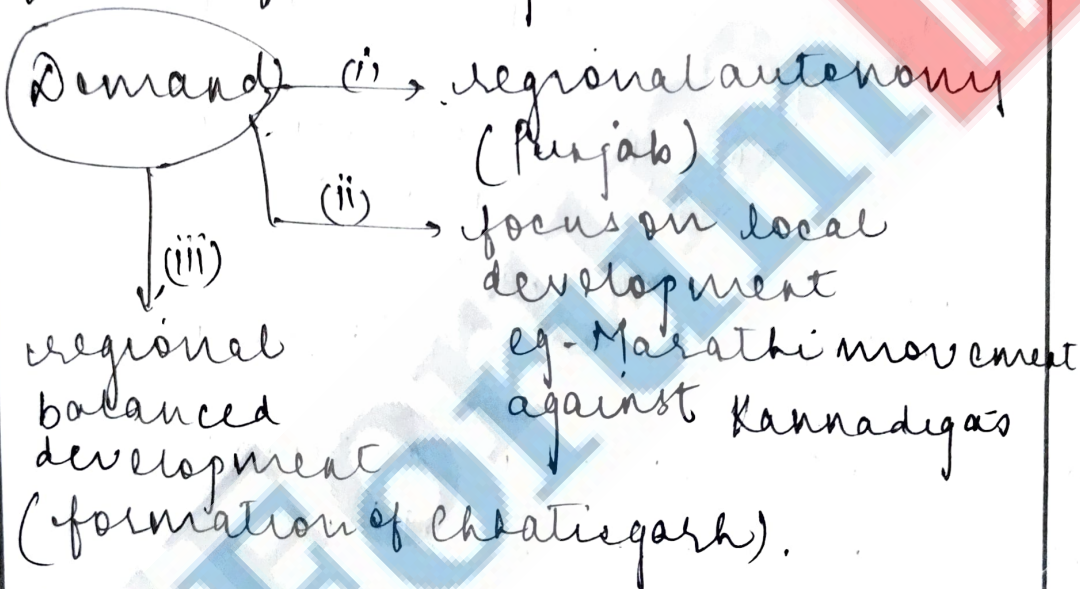 Demand (i) regional autonomy
(Punjab)
(ii) focus on local
development
eg- Marathi movement
against Kannadigas
(iii)
regional
balanced
development
(formation of Chhatisgarh).
Forum